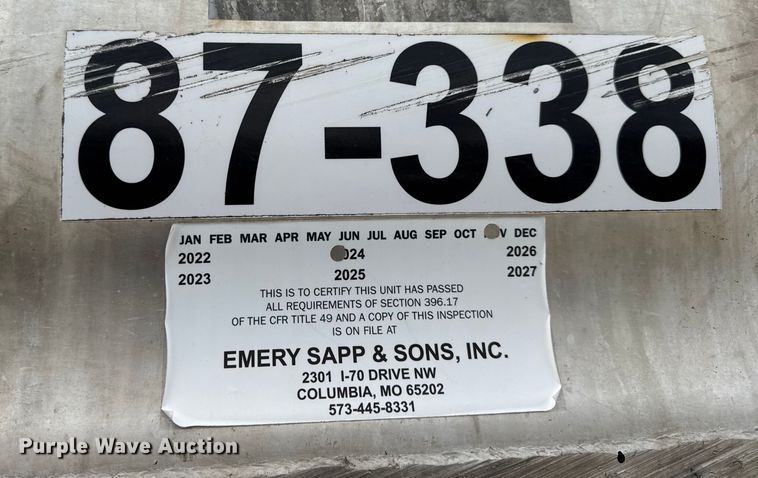 87-338
JAN FEB MAR APR MAY JUN JUL AUG SEP OCT V DEC
2022 024 2026
2023 2025 2027
THIS IS TO CERTIFY THIS UNIT HAS PASSED
ALL REQUIREMENTS OF SECTION 396.17
OF THE CFR TITLE 49 AND A COPY OF THIS INSPECTION
IS ON FILE AT
EMERY SAPP & SONS, INC.
2301 I-70 DRIVE NW
COLUMBIA, MO 65202
573-445-8331
Purple Wave Auction